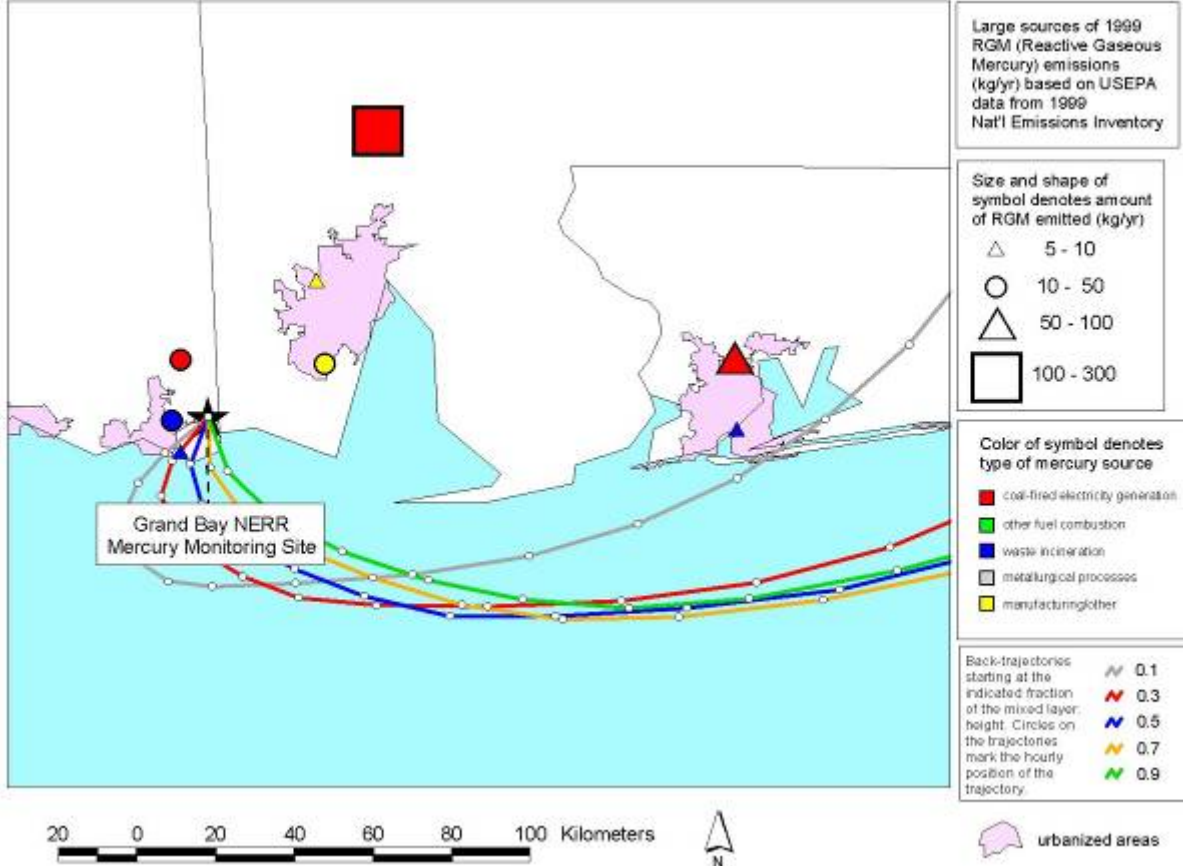 Large sources of 1999
RGM (Reactive Gaseous
Mercury) emissions
(kg/yr) based on USEPA
data from 1999
Nat'l Emissions Inventory
Size and shape of
symbol denotes amount
of RGM emitted (kg/yr)
5 - 10
10 - 50
50 - 100
100 - 300
Color of symbol denotes
type of mercury source
coal-fired electricity generation
other fuel combustion
waste incineration
metallurgical processes
manufacturing/other
Grand Bay NERR
Mercury Monitoring Site
Back-trajectories
starting at the
indicated fraction
of the mixed layer
height. Circles on
the trajectories
mark the hourly
position of the
trajectory.
0.1
0.3
0.5
0.7
0.9
20 0 20 40 60 80 100 Kilometers
N
urbanized areas